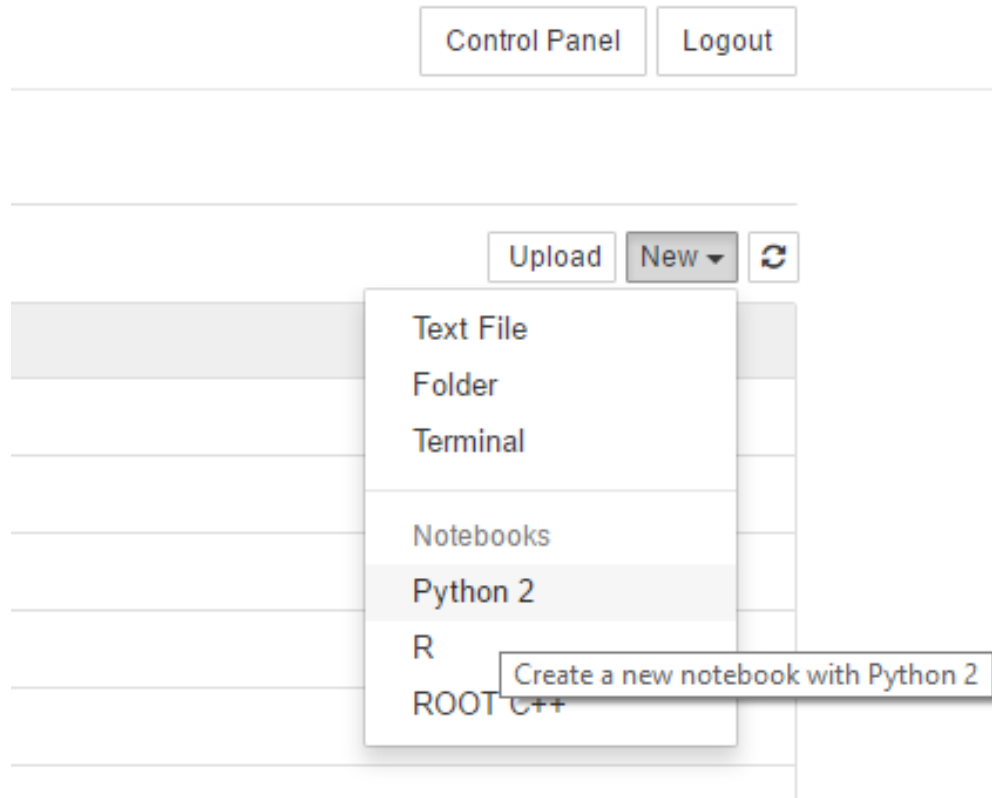 Control Panel Logout
Upload New
Text File
Folder
Terminal
Notebooks
Python 2
R
Create a new notebook with Python 2
ROOT C++